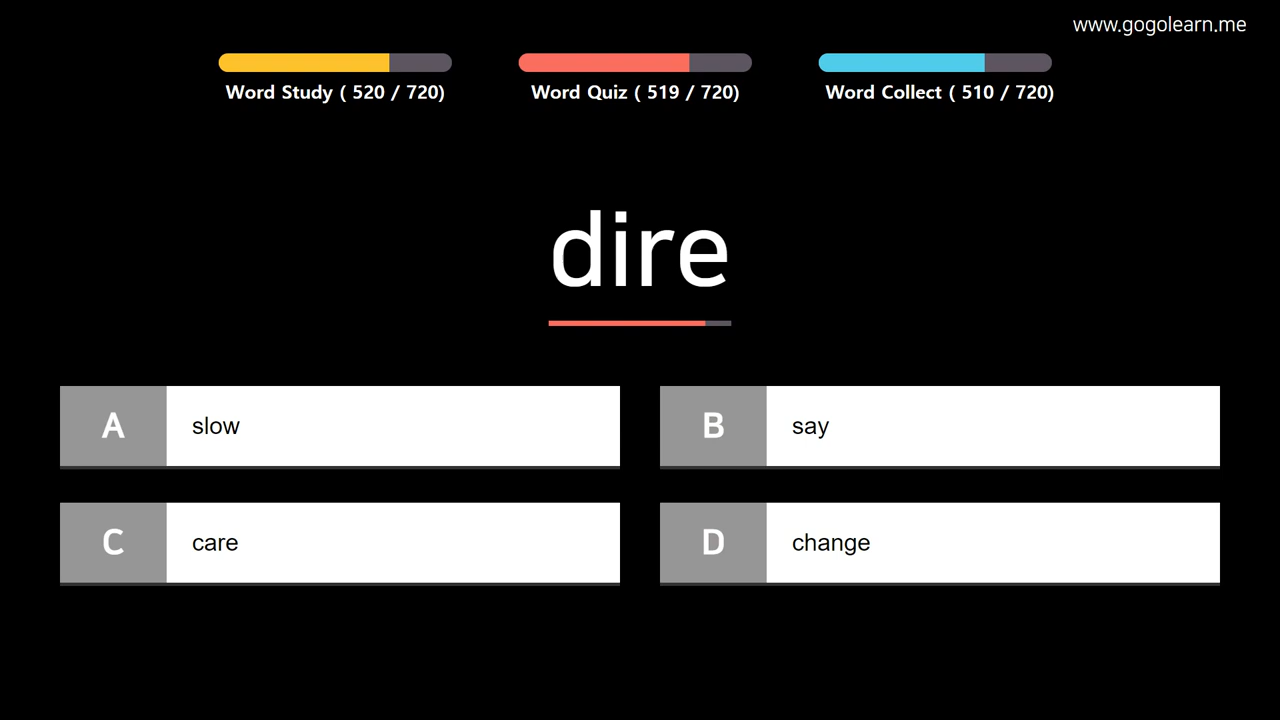 www.gogolearn.me
Word Study ( 520 / 720)
Word Quiz ( 519 / 720)
Word Collect ( 510 / 720)
dire
A slow
B say
C care
D change